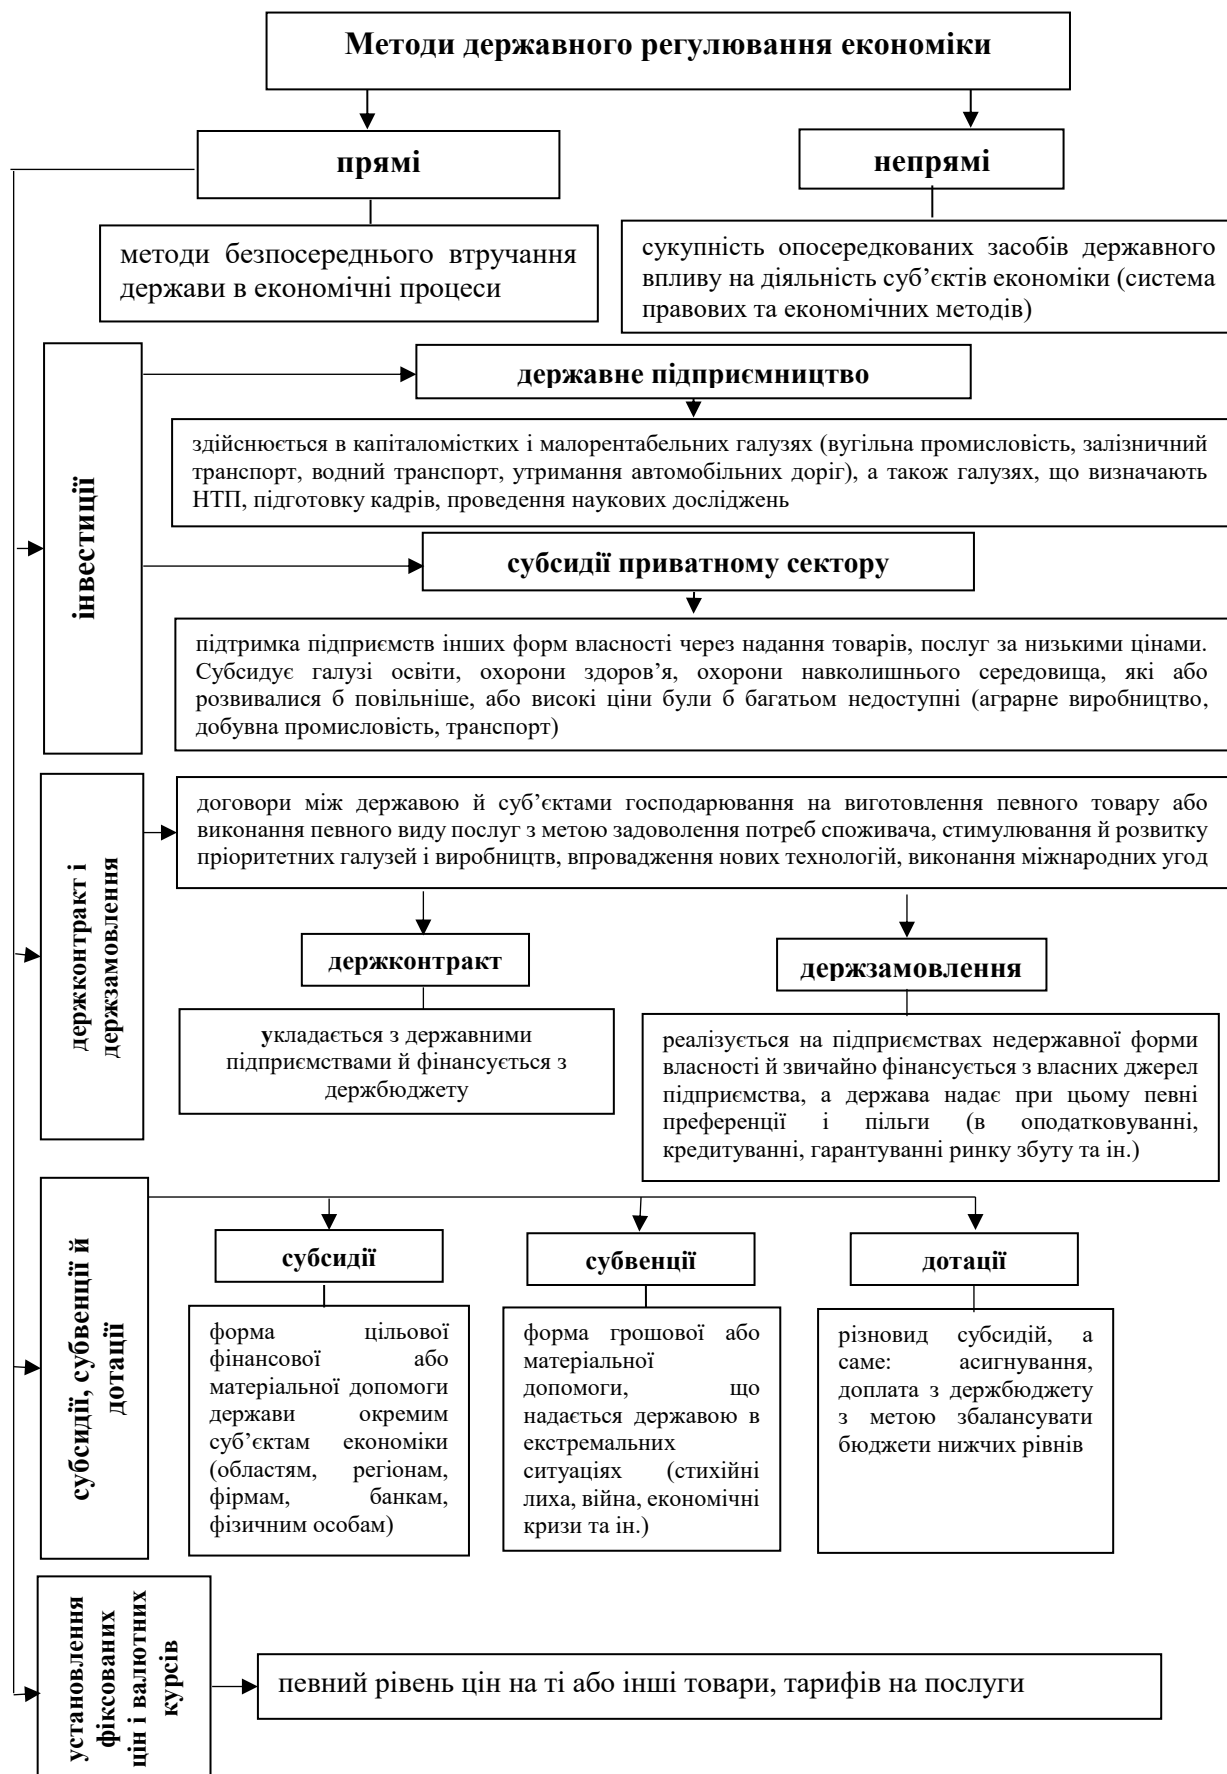 Методи державного регулювання економіки
прямі
непрямі
методи безпосереднього втручання
держави в економічні процеси
сукупність опосередкованих засобів державного
впливу на діяльність суб’єктів економіки (система
правових та економічних методів)
інвестиції
державне підприємництво
здійснюється в капіталомістких і малорентабельних галузях (вугільна промисловість, залізничний
транспорт, водний транспорт, утримання автомобільних доріг), а також галузях, що визначають
НТП, підготовку кадрів, проведення наукових досліджень
субсидії приватному сектору
підтримка підприємств інших форм власності через надання товарів, послуг за низькими цінами.
Субсидує галузі освіти, охорони здоров’я, охорони навколишнього середовища, які або
розвивалися б повільніше, або високі ціни були б багатьом недоступні (аграрне виробництво,
добувна промисловість, транспорт)
держконтракт і
держзамовлення
договори між державою й суб’єктами господарювання на виготовлення певного товару або
виконання певного виду послуг з метою задоволення потреб споживача, стимулювання й розвитку
пріоритетних галузей і виробництв, впровадження нових технологій, виконання міжнародних угод
держконтракт
держзамовлення
укладається з державними
підприємствами й фінансується з
держбюджету
реалізується на підприємствах недержавної форми
власності й звичайно фінансується з власних джерел
підприємства, а держава надає при цьому певні
преференції і пільги (в оподатковуванні,
кредитуванні, гарантуванні ринку збуту та ін.)
субсидії, субвенції й
дотації
субсидії
субвенції
дотації
форма цільової
фінансової або
матеріальної допомоги
держави окремим
суб’єктам економіки
(областям, регіонам,
фірмам, банкам,
фізичним особам)
форма грошової або
матеріальної
допомоги, що
надається державою в
екстремальних
ситуаціях (стихійні
лиха, війна, економічні
кризи та ін.)
різновид субсидій, а
саме: асигнування,
доплата з держбюджету
з метою збалансувати
бюджети нижчих рівнів
установлення
фіксованих
цін і валютних
курсів
певний рівень цін на ті або інші товари, тарифів на послуги